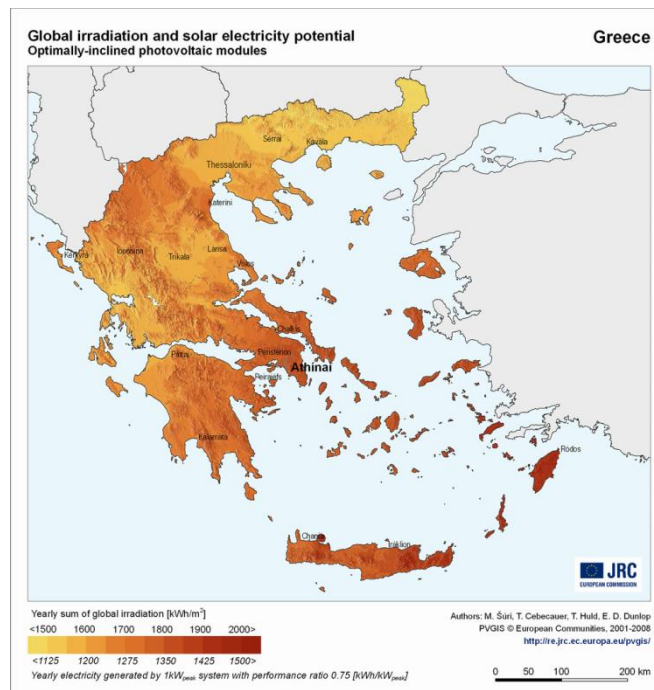 Global irradiation and solar electricity potential
Optimally-inclined photovoltaic modules
Greece
Serrai
Kavala
Thessaloniki
Katerini
Kerkyra
Ioannina
Trikala
Larisa
Volos
Chalkis
Patrai
Peristerion
Athinai
Peiraiefs
Kalamata
Rodos
Chania
Iraklion
JRC
EUROPEAN COMMISSION
Yearly sum of global irradiation [kWh/m²]
<1500 1600 1700 1800 1900 2000>
<1125 1200 1275 1350 1425 1500>
Yearly electricity generated by 1kWpeak system with performance ratio 0.75 [kWh/kWpeak]
Authors: M. Šúri, T. Cebecauer, T. Huld, E. D. Dunlop
PVGIS © European Communities, 2001-2008
http://re.jrc.ec.europa.eu/pvgis/
0 50 100 200 km